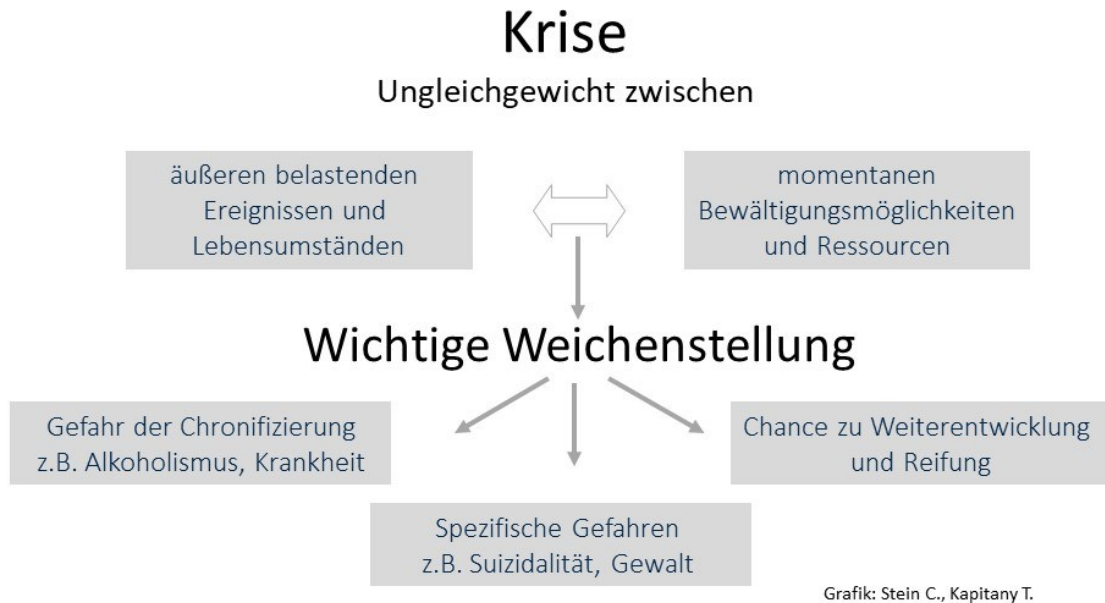 Krise
Ungleichgewicht zwischen
äußeren belastenden
Ereignissen und
Lebensumständen
momentanen
Bewältigungsmöglichkeiten
und Ressourcen
Wichtige Weichenstellung
Gefahr der Chronifizierung
z.B. Alkoholismus, Krankheit
Chance zu Weiterentwicklung
und Reifung
Spezifische Gefahren
z.B. Suizidalität, Gewalt
Grafik: Stein C., Kapitany T.